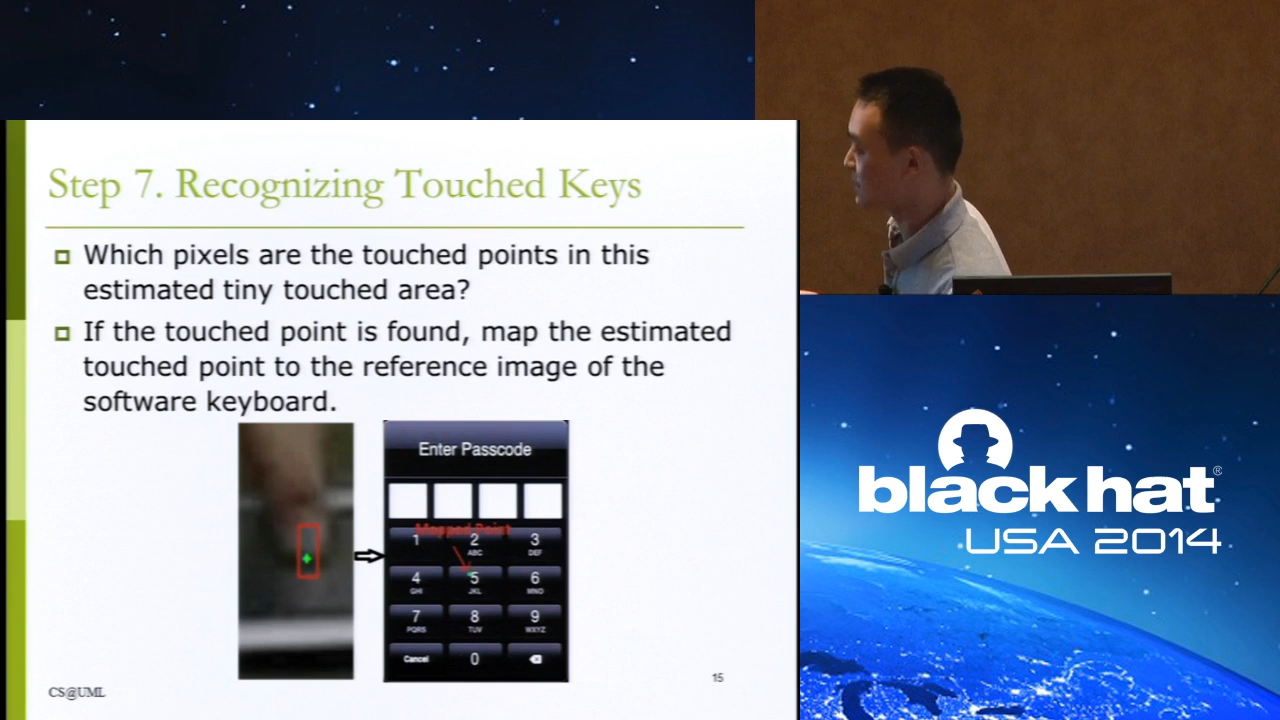 Step 7. Recognizing Touched Keys
Which pixels are the touched points in this
estimated tiny touched area?
If the touched point is found, map the estimated
touched point to the reference image of the
software keyboard.
Enter Passcode
Mapped Point
1 2 3
ABC DEF
4 5 6
GHI JKL MNO
7 8 9
PQRS TUV WXYZ
Cancel 0
CS@UML
15
black hat®
USA 2014